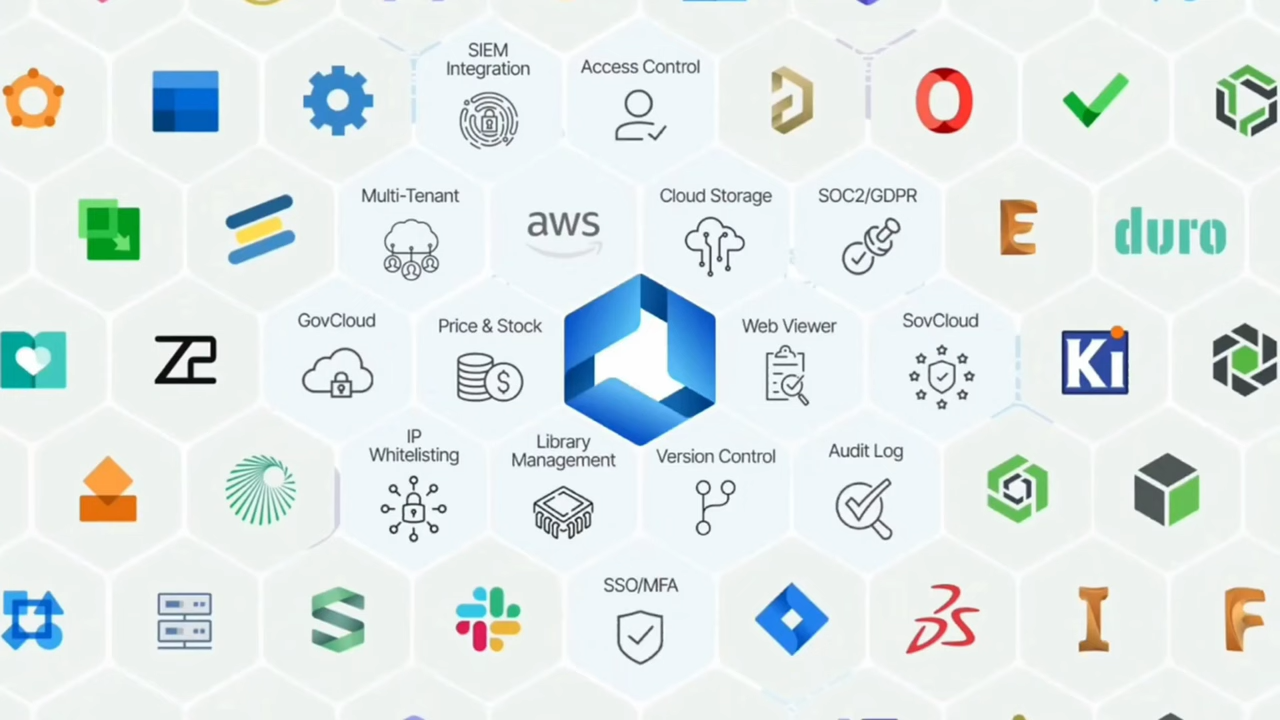 SIEM
Integration
Access Control
Multi-Tenant
aws
Cloud Storage
SOC2/GDPR
E
duro
GovCloud
Price & Stock
Web Viewer
SovCloud
Ki
IP
Whitelisting
Library
Management
Version Control
Audit Log
SSO/MFA
S
I
F